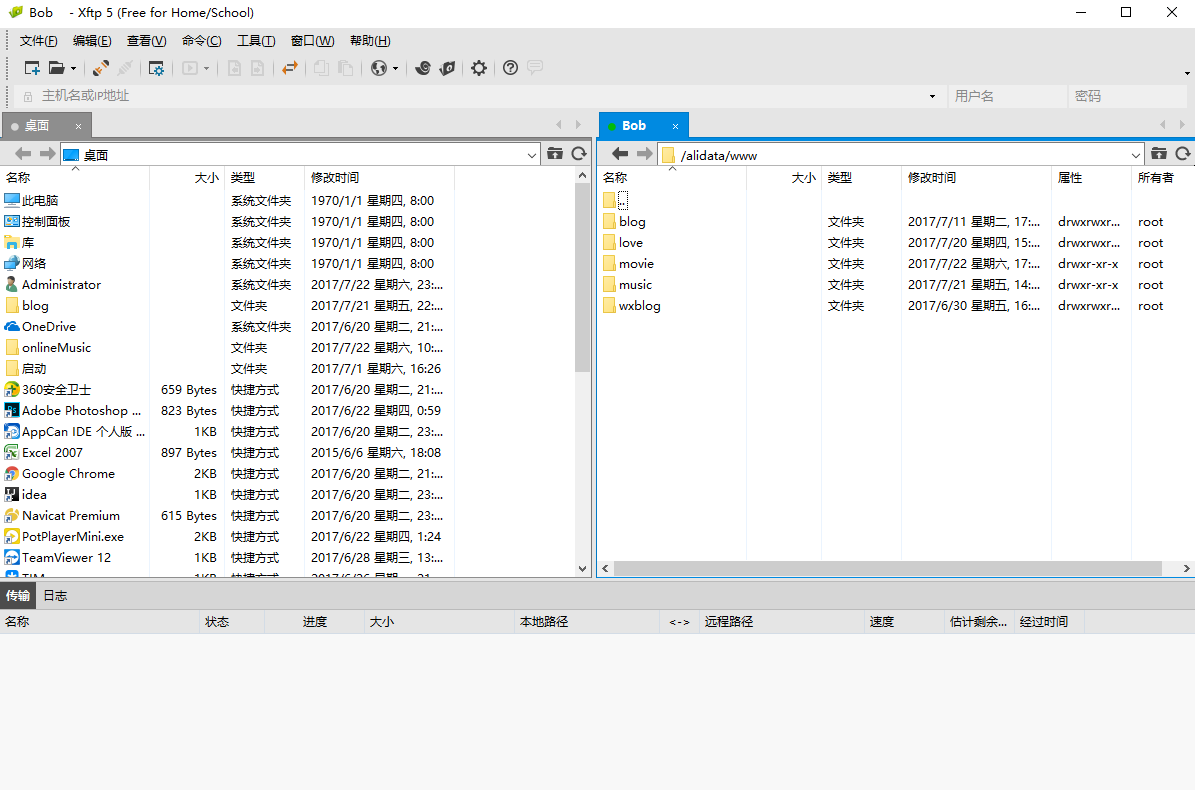 Bob - Xftp 5 (Free for Home/School)
文件(F) 编辑(E) 查看(V) 命令(C) 工具(T) 窗口(W) 帮助(H)
主机名或IP地址 用户名 密码
桌面 ×
Bob ×
桌面
/alidata/www
名称 大小 类型 修改时间
此电脑 系统文件夹 1970/1/1 星期四, 8:00
控制面板 系统文件夹 1970/1/1 星期四, 8:00
库 系统文件夹 1970/1/1 星期四, 8:00
网络 系统文件夹 1970/1/1 星期四, 8:00
Administrator 系统文件夹 2017/7/22 星期六, 23:...
blog 文件夹 2017/7/21 星期五, 22:...
OneDrive 系统文件夹 2017/6/20 星期二, 21:...
onlineMusic 文件夹 2017/7/22 星期六, 10:...
启动 文件夹 2017/7/1 星期六, 16:26
360安全卫士 659 Bytes 快捷方式 2017/6/20 星期二, 21:...
Adobe Photoshop ... 823 Bytes 快捷方式 2017/6/22 星期四, 0:59
AppCan IDE 个人版 ... 1KB 快捷方式 2017/6/20 星期二, 23:...
Excel 2007 897 Bytes 快捷方式 2015/6/6 星期六, 18:08
Google Chrome 2KB 快捷方式 2017/6/20 星期二, 21:...
idea 1KB 快捷方式 2017/6/20 星期二, 23:...
Navicat Premium 615 Bytes 快捷方式 2017/6/20 星期二, 23:...
PotPlayerMini.exe 2KB 快捷方式 2017/6/22 星期四, 1:24
TeamViewer 12 1KB 快捷方式 2017/6/28 星期三, 13:...
TIM 1KB 快捷方式
名称 大小 类型 修改时间 属性 所有者
..
blog 文件夹 2017/7/11 星期二, 17:... drwxrwxr... root
love 文件夹 2017/7/20 星期四, 15:... drwxrwxr... root
movie 文件夹 2017/7/22 星期六, 17:... drwxr-xr-x root
music 文件夹 2017/7/21 星期五, 14:... drwxr-xr-x root
wxblog 文件夹 2017/6/30 星期五, 16:... drwxrwxr... root
传输 日志
名称 状态 进度 大小 本地路径 <-> 远程路径 速度 估计剩余... 经过时间